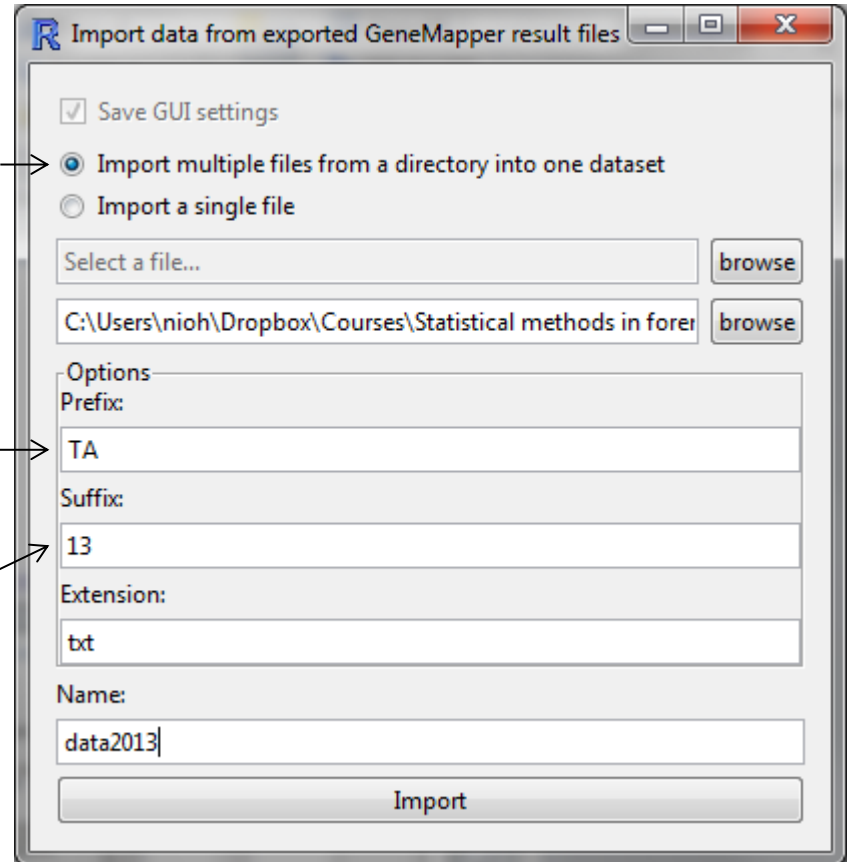 Import data from exported GeneMapper result files
Save GUI settings
Import multiple files from a directory into one dataset
Import a single file
Select a file... browse
C:\Users\nioh\Dropbox\Courses\Statistical methods in foren browse
Options
Prefix:
TA
Suffix:
13
Extension:
txt
Name:
data2013
Import